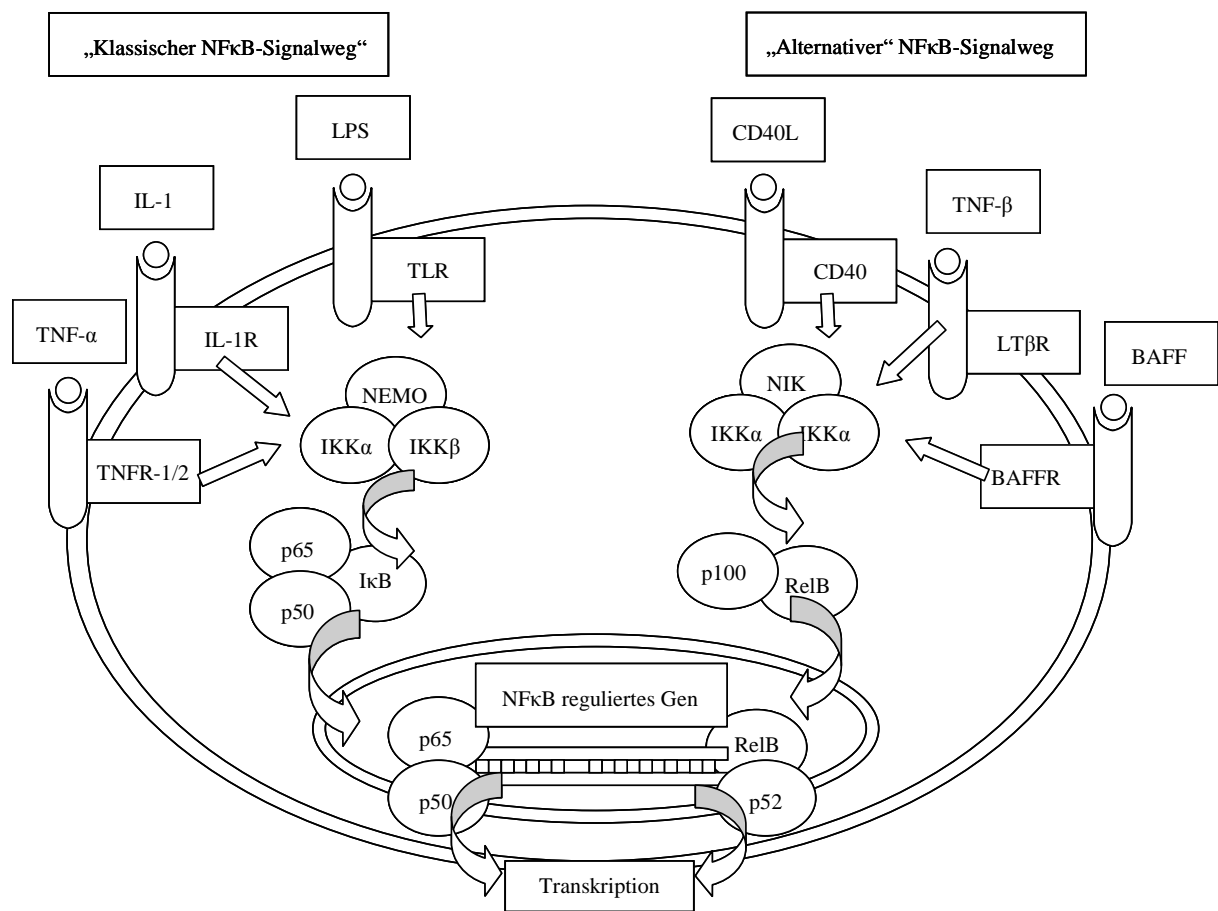 „Klassischer NFκB-Signalweg“
„Alternativer“ NFκB-Signalweg
LPS
CD40L
IL-1
TNF-β
TLR
CD40
TNF-α
IL-1R
LTβR
BAFF
NEMO
NIK
IKKα
IKKβ
IKKα
IKKα
TNFR-1/2
BAFFR
p65
IκB
p50
p100
RelB
NFκB reguliertes Gen
p65
RelB
p50
p52
Transkription